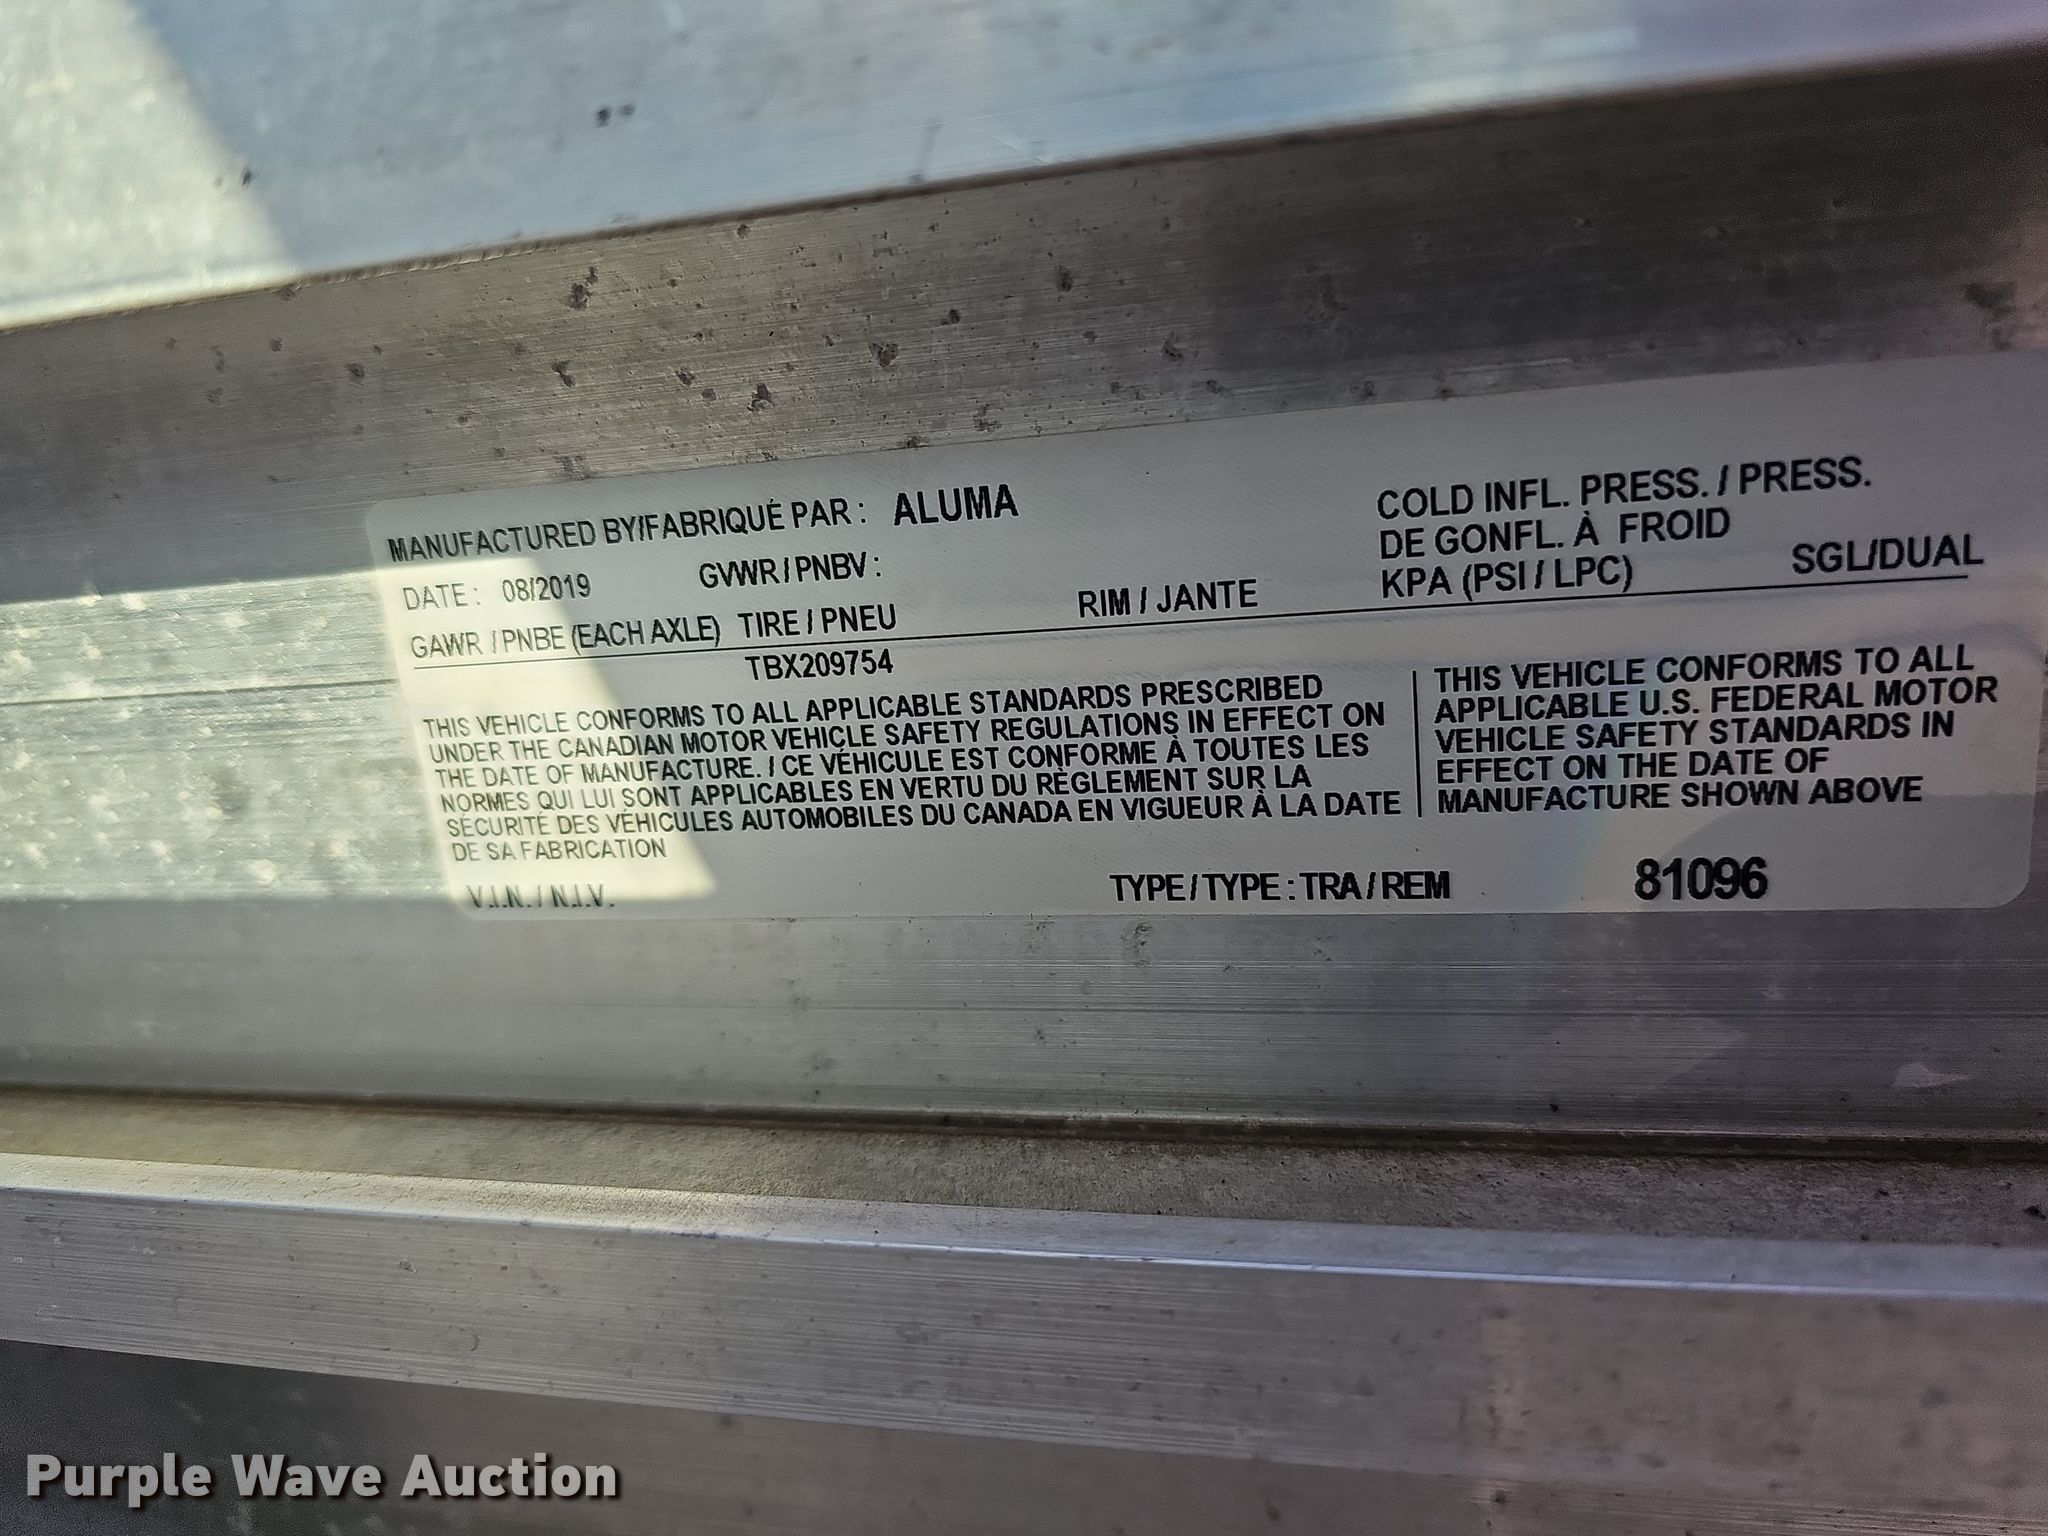 MANUFACTURED BY/FABRIQUÉ PAR : ALUMA
COLD INFL. PRESS. / PRESS.
DE GONFL. À FROID
KPA (PSI / LPC)
SGL/DUAL
DATE : 08/2019
GVWR / PNBV :
GAWR / PNBE (EACH AXLE) TIRE / PNEU
RIM / JANTE
TBX209754
THIS VEHICLE CONFORMS TO ALL APPLICABLE STANDARDS PRESCRIBED
UNDER THE CANADIAN MOTOR VEHICLE SAFETY REGULATIONS IN EFFECT ON
THE DATE OF MANUFACTURE. / CE VÉHICULE EST CONFORME À TOUTES LES
NORMES QUI LUI SONT APPLICABLES EN VERTU DU RÈGLEMENT SUR LA
SÉCURITÉ DES VÉHICULES AUTOMOBILES DU CANADA EN VIGUEUR À LA DATE
DE SA FABRICATION
THIS VEHICLE CONFORMS TO ALL
APPLICABLE U.S. FEDERAL MOTOR
VEHICLE SAFETY STANDARDS IN
EFFECT ON THE DATE OF
MANUFACTURE SHOWN ABOVE
V.I.N. / N.I.V.
TYPE / TYPE : TRA / REM
81096
Purple Wave Auction